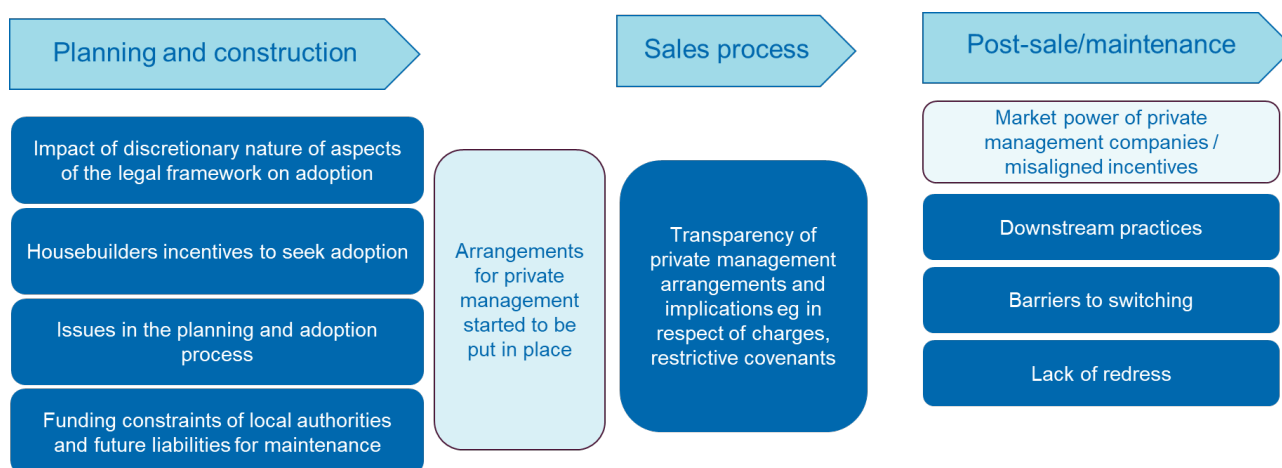 Planning and construction
Impact of discretionary nature of aspects
of the legal framework on adoption
Housebuilders incentives to seek adoption
Issues in the planning and adoption
process
Funding constraints of local authorities
and future liabilities for maintenance
Arrangements
for private
management
started to be
put in place
Sales process
Transparency of
private management
arrangements and
implications eg in
respect of charges,
restrictive covenants
Post-sale/maintenance
Market power of private
management companies /
misaligned incentives
Downstream practices
Barriers to switching
Lack of redress